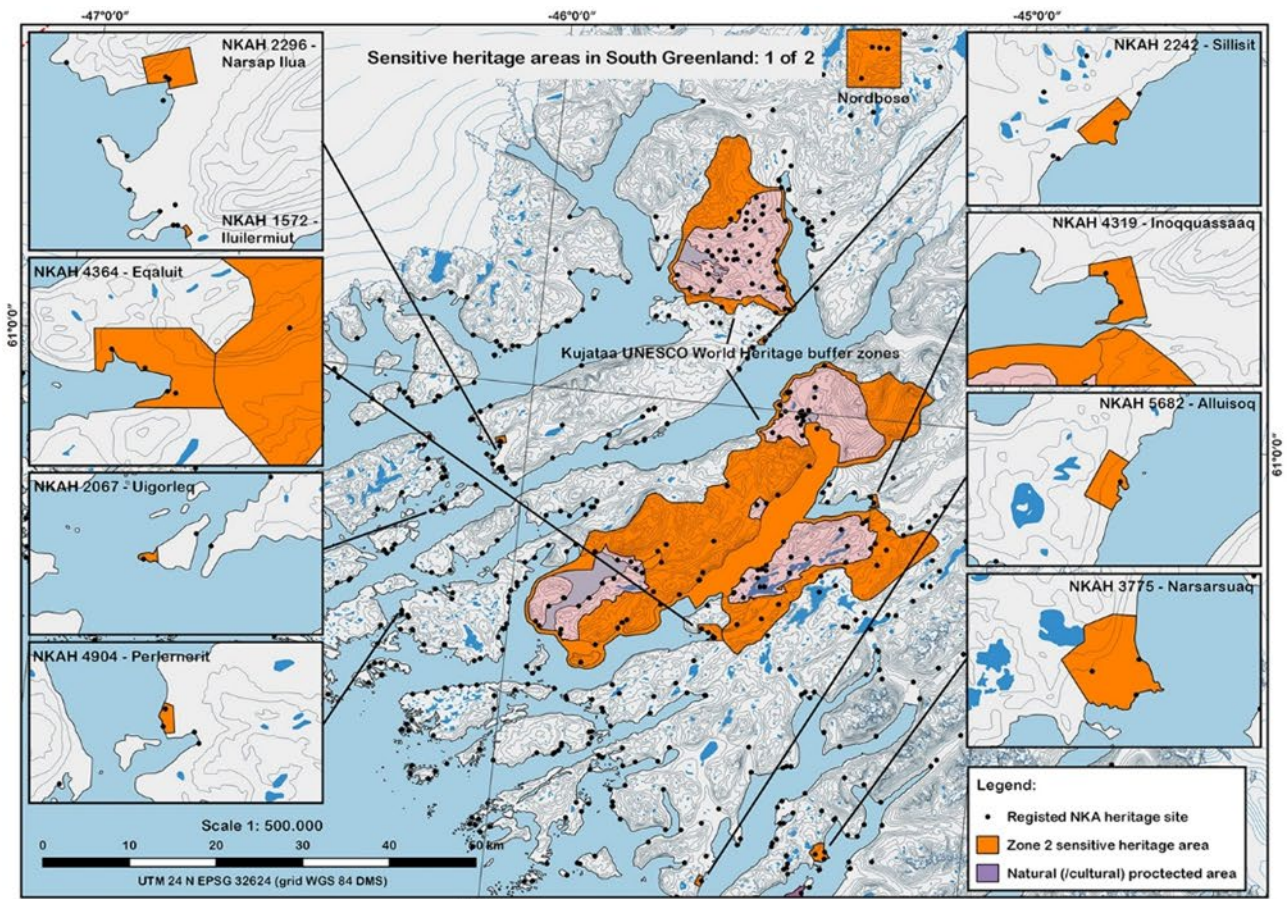 -47°0'0"
-46°0'0"
-45°0'0"
Sensitive heritage areas in South Greenland: 1 of 2
NKAH 2296 -
Narsap Ilua
NKAH 1572 -
Iluilermiut
NKAH 4364 - Eqaluit
NKAH 2067 - Uigorleq
NKAH 4904 - Perlernerit
Nordbosø
Kujataa UNESCO World Heritage buffer zones
NKAH 2242 - Sillisit
NKAH 4319 - Inoqquassaaq
NKAH 5682 - Alluisoq
NKAH 3775 - Narsarsuaq
61°0'0"
61°0'0"
Scale 1: 500.000
0 10 20 30 40 50 km
UTM 24 N EPSG 32624 (grid WGS 84 DMS)
Legend:
Registed NKA heritage site
Zone 2 sensitive heritage area
Natural (/cultural) proctected area